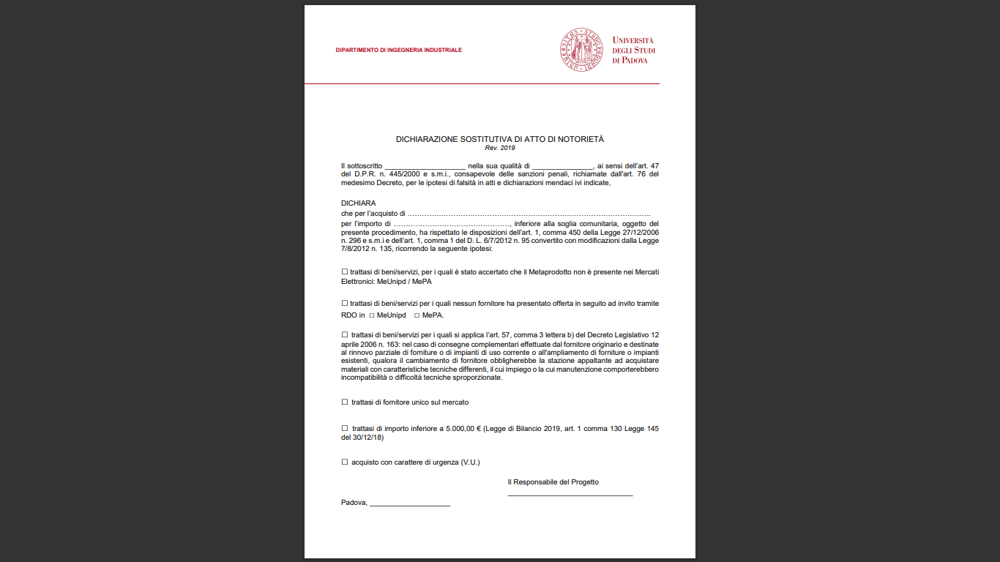 DIPARTIMENTO DI INGEGNERIA INDUSTRIALE
UNIVERSITÀ
DEGLI STUDI
DI PADOVA
DICHIARAZIONE SOSTITUTIVA DI ATTO DI NOTORIETÀ
Rev. 2019
Il sottoscritto ____________________ nella sua qualità di _______________, ai sensi dell'art. 47
del D.P.R. n. 445/2000 e s.m.i., consapevole delle sanzioni penali, richiamate dall'art. 76 del
medesimo Decreto, per le ipotesi di falsità in atti e dichiarazioni mendaci ivi indicate,
DICHIARA
che per l'acquisto di ……………………………………………………………………………………..
per l'importo di …………………………………………, inferiore alla soglia comunitaria, oggetto del
presente procedimento, ha rispettato le disposizioni dell'art. 1, comma 450 della Legge 27/12/2006
n. 296 e s.m.i e dell'art. 1, comma 1 del D. L. 6/7/2012 n. 95 convertito con modificazioni dalla Legge
7/8/2012 n. 135, ricorrendo la seguente ipotesi:
☐ trattasi di beni/servizi, per i quali è stato accertato che il Metaprodotto non è presente nei Mercati
Elettronici: MeUnipd / MePA
☐ trattasi di beni/servizi per i quali nessun fornitore ha presentato offerta in seguito ad invito tramite
RDO in ☐ MeUnipd ☐ MePA.
☐ trattasi di beni/servizi per i quali si applica l'art. 57, comma 3 lettera b) del Decreto Legislativo 12
aprile 2006 n. 163: nel caso di consegne complementari effettuate dal fornitore originario e destinate
al rinnovo parziale di forniture o di impianti di uso corrente o all'ampliamento di forniture o impianti
esistenti, qualora il cambiamento di fornitore obbligherebbe la stazione appaltante ad acquistare
materiali con caratteristiche tecniche differenti, il cui impiego o la cui manutenzione comporterebbero
incompatibilità o difficoltà tecniche sproporzionate.
☐ trattasi di fornitore unico sul mercato
☐ trattasi di importo inferiore a 5.000,00 € (Legge di Bilancio 2019, art. 1 comma 130 Legge 145
del 30/12/18)
☐ acquisto con carattere di urgenza (V.U.)
Il Responsabile del Progetto
_______________________________
Padova, ____________________